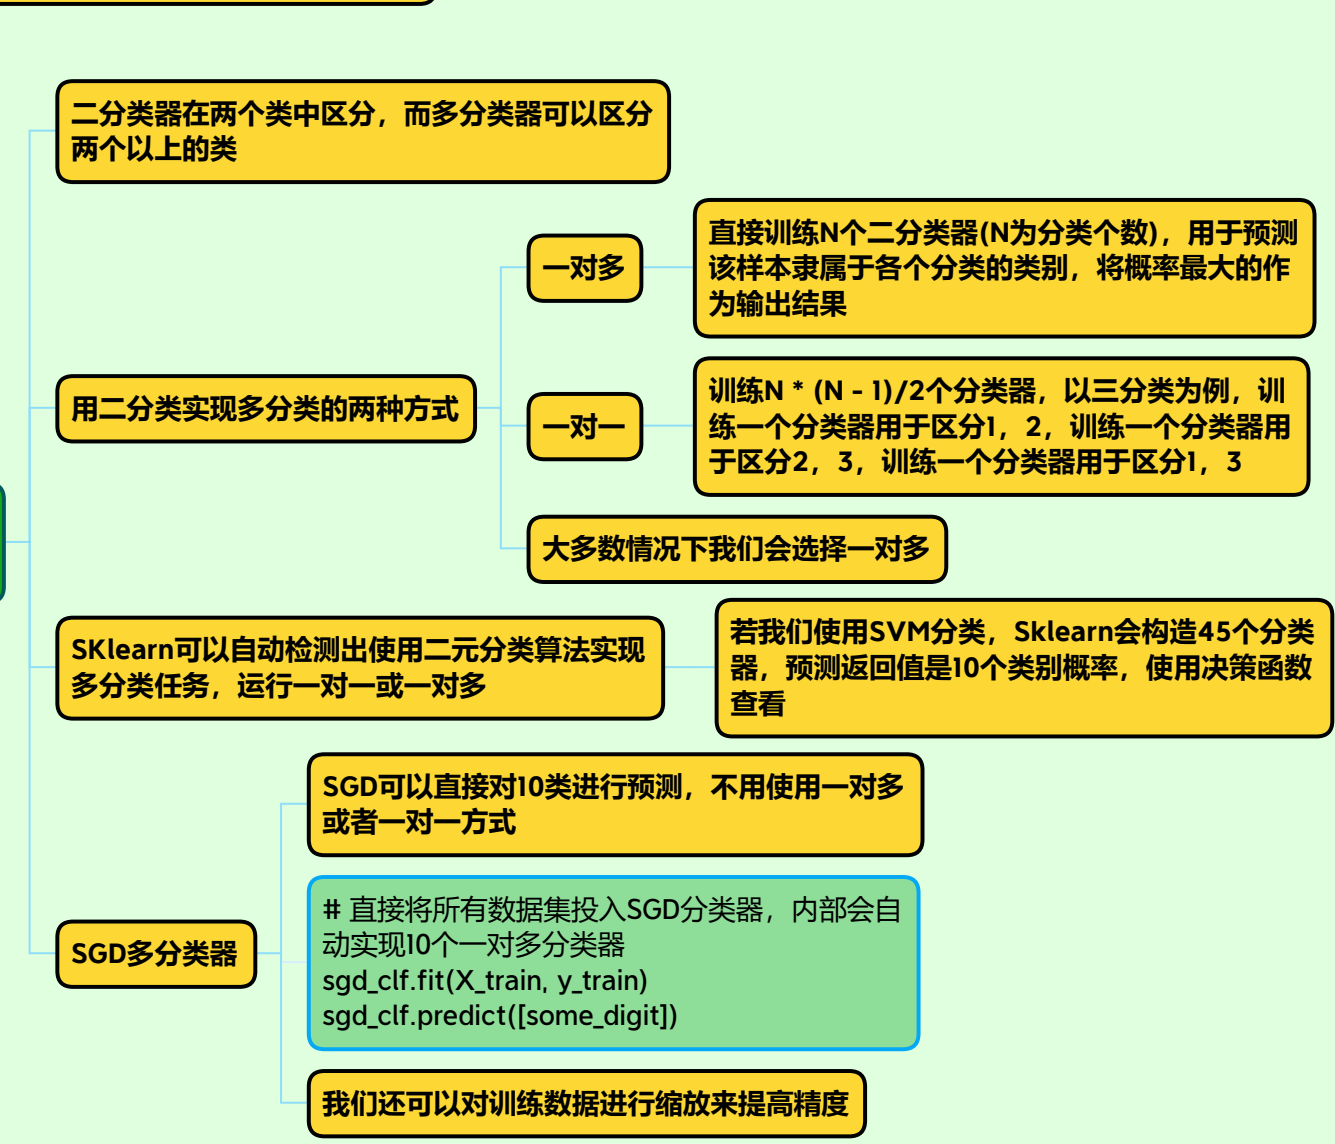 二分类器在两个类中区分，而多分类器可以区分
两个以上的类
用二分类实现多分类的两种方式
一对多
直接训练N个二分类器(N为分类个数)，用于预测
该样本隶属于各个分类的类别，将概率最大的作
为输出结果
一对一
训练N * (N - 1)/2个分类器，以三分类为例，训
练一个分类器用于区分1，2，训练一个分类器用
于区分2，3，训练一个分类器用于区分1，3
大多数情况下我们会选择一对多
SKlearn可以自动检测出使用二元分类算法实现
多分类任务，运行一对一或一对多
若我们使用SVM分类，Sklearn会构造45个分类
器，预测返回值是10个类别概率，使用决策函数
查看
SGD多分类器
SGD可以直接对10类进行预测，不用使用一对多
或者一对一方式
# 直接将所有数据集投入SGD分类器，内部会自
动实现10个一对多分类器
sgd_clf.fit(X_train, y_train)
sgd_clf.predict([some_digit])
我们还可以对训练数据进行缩放来提高精度